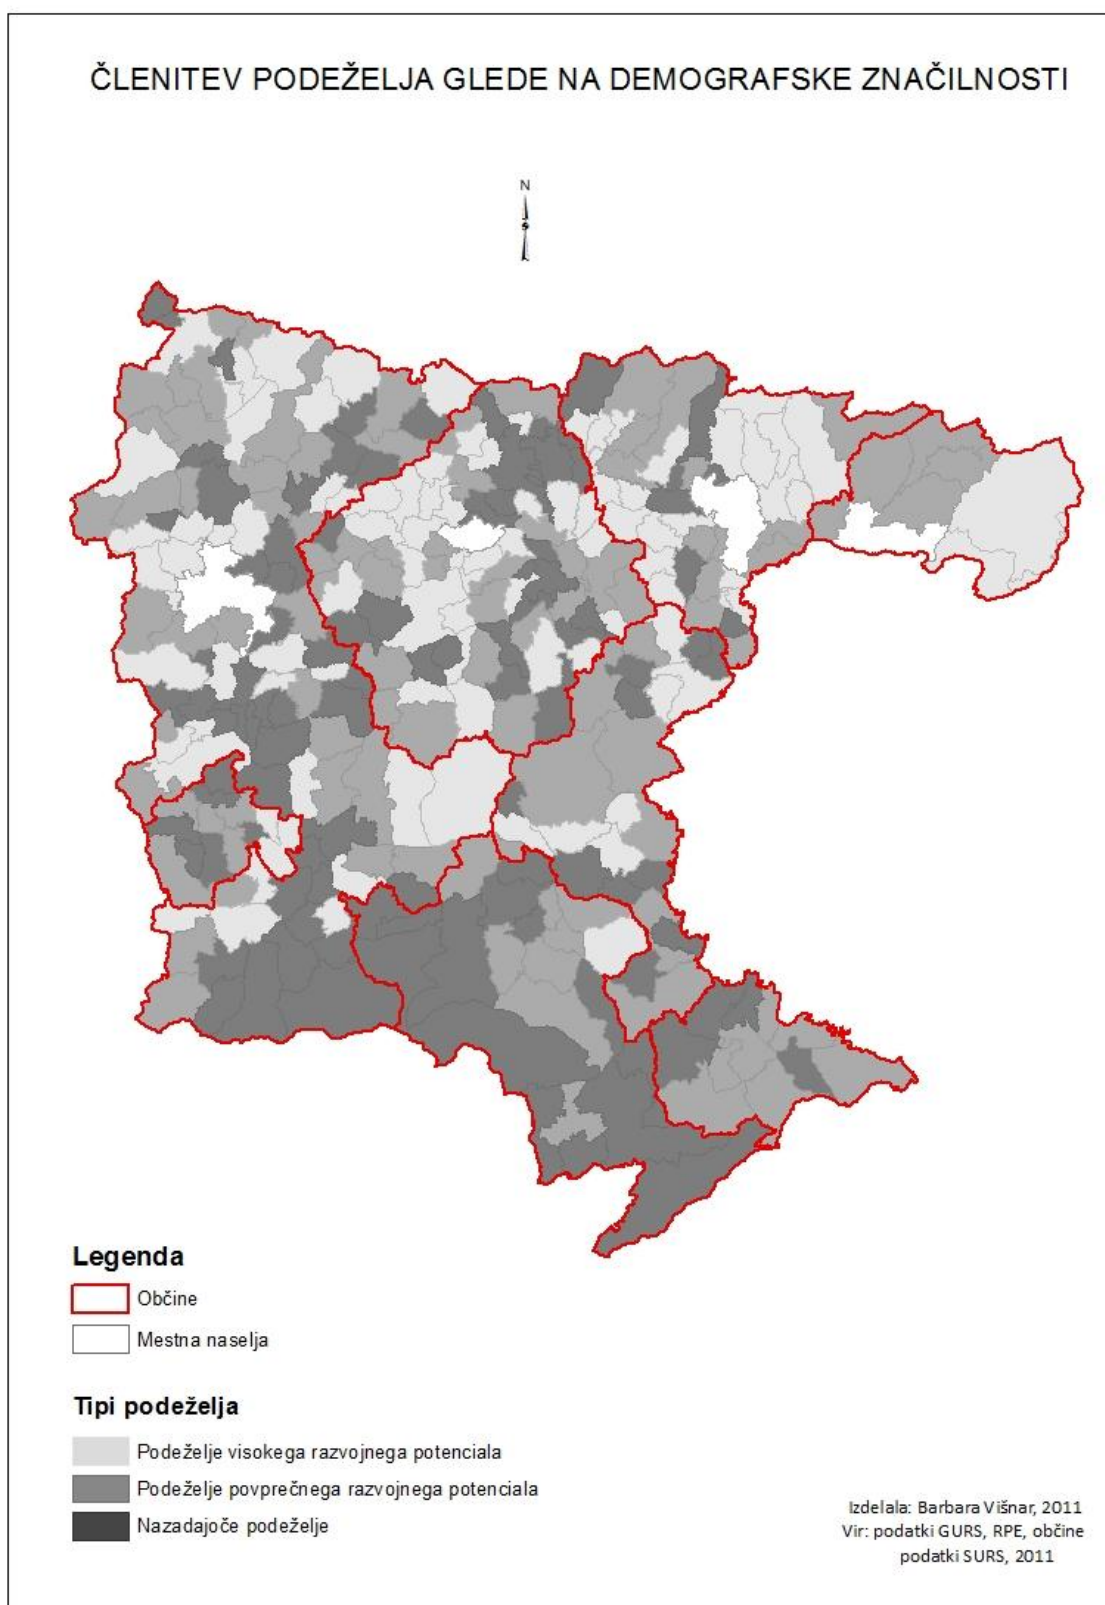 ČLENITEV PODEŽELJA GLEDE NA DEMOGRAFSKE ZNAČILNOSTI
N
Legenda
Občine
Mestna naselja
Tipi podeželja
Podeželje visokega razvojnega potenciala
Podeželje povprečnega razvojnega potenciala
Nazadajoče podeželje
Izdelala: Barbara Višnar, 2011
Vir: podatki GURS, RPE, občine
podatki SURS, 2011